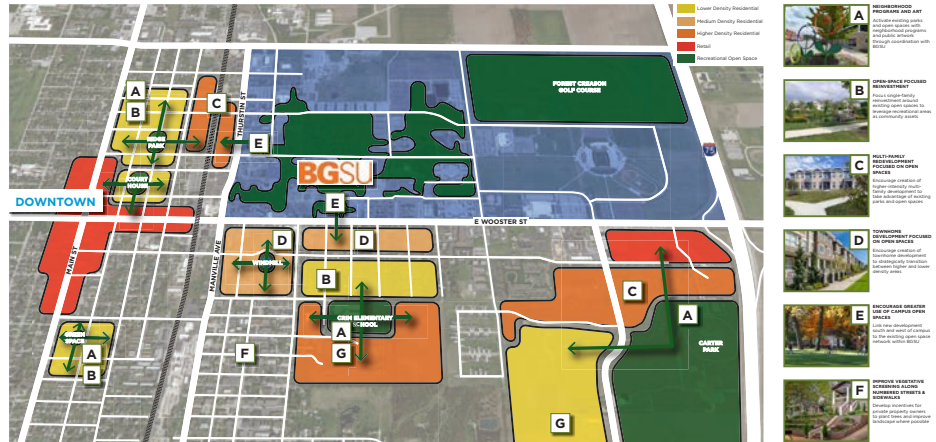 Lower Density Residential
Medium Density Residential
Higher Density Residential
Retail
Recreational Open Space
FOREST CREASON
GOLF COURSE
75
THURSTIN ST
A
B
C
RIDGE
PARK
E
COURT
HOUSE
BGSU
DOWNTOWN
E
E WOOSTER ST
MAIN ST
MANVILLE AVE
D
D
WINDMILL
B
C
CRIM ELEMENTARY
SCHOOL
A
A
GREEN
SPACE
A
B
F
G
CARTER
PARK
G
A
NEIGHBORHOOD
PROGRAMS AND ART
Activate existing parks
and open spaces with
neighborhood programs
and public artwork
through coordination with
BGSU
B
OPEN-SPACE FOCUSED
REINVESTMENT
Focus single-family
reinvestment around
existing open spaces to
leverage recreational areas
as community assets
C
MULTI-FAMILY
REDEVELOPMENT
FOCUSED ON OPEN
SPACES
Encourage creation of
higher-intensity multi-
family development to
take advantage of existing
parks and open spaces
D
TOWNHOME
DEVELOPMENT FOCUSED
ON OPEN SPACES
Encourage creation of
townhome development
to strategically transition
between higher and lower
density areas
E
ENCOURAGE GREATER
USE OF CAMPUS OPEN
SPACES
Link new development
south and west of campus
to the existing open space
network within BGSU
F
IMPROVE VEGETATIVE
SCREENING ALONG
NUMBERED STREETS &
SIDEWALKS
Develop incentives for
private property owners
to plant trees and improve
landscape where possible